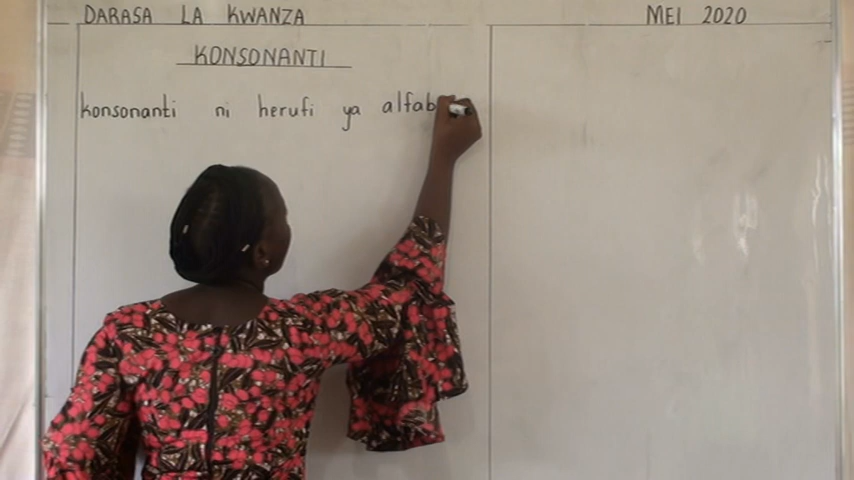 DARASA LA KWANZA
MEI 2020
KONSONANTI
konsonanti ni herufi ya alfab